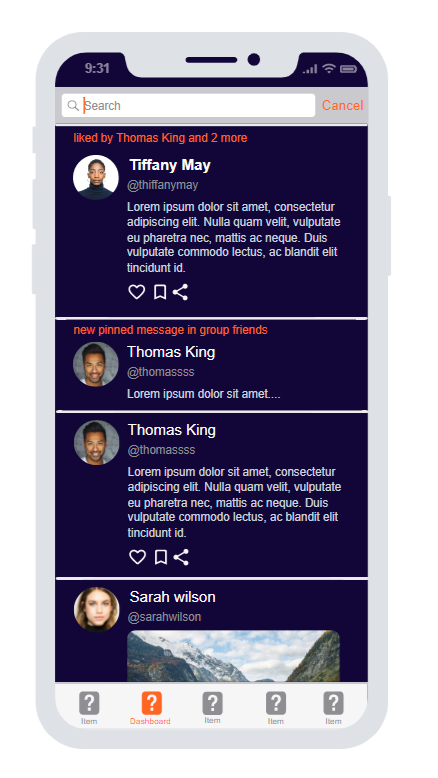 9:31
Search
Cancel
liked by Thomas King and 2 more
Tiffany May
@thiffanymay
Lorem ipsum dolor sit amet, consectetur
adipiscing elit. Nulla quam velit, vulputate
eu pharetra nec, mattis ac neque. Duis
vulputate commodo lectus, ac blandit elit
tincidunt id.
new pinned message in group friends
Thomas King
@thomassss
Lorem ipsum dolor sit amet....
Thomas King
@thomassss
Lorem ipsum dolor sit amet, consectetur
adipiscing elit. Nulla quam velit, vulputate
eu pharetra nec, mattis ac neque. Duis
vulputate commodo lectus, ac blandit elit
tincidunt id.
Sarah wilson
@sarahwilson
? ? ? ? ?
Item Dashboard Item Item Item